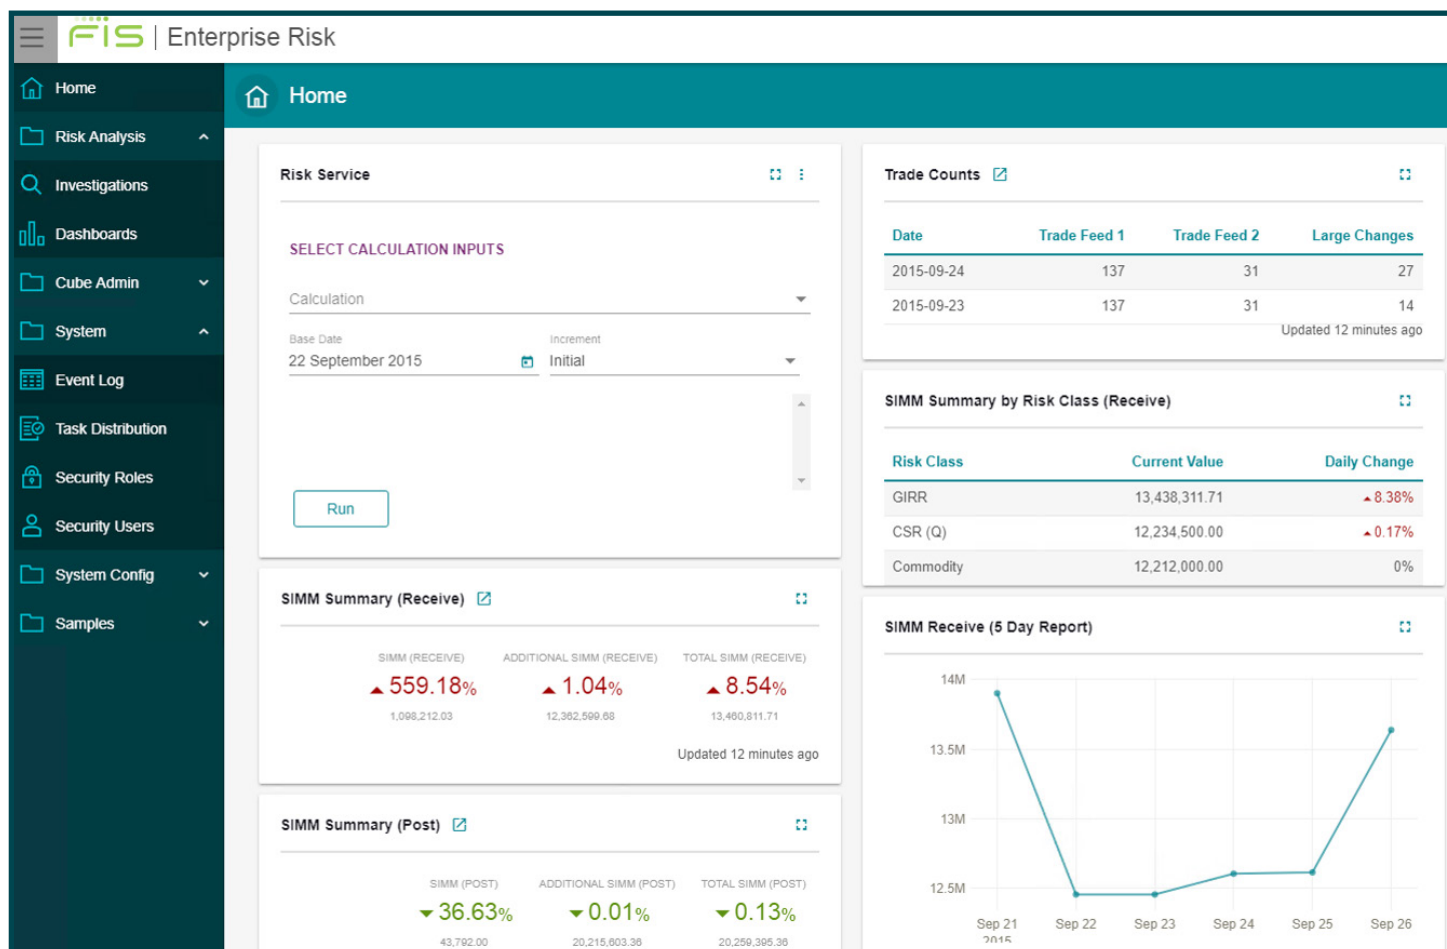 FIS | Enterprise Risk
Home
Risk Analysis
Investigations
Dashboards
Cube Admin
System
Event Log
Task Distribution
Security Roles
Security Users
System Config
Samples
Home
Risk Service
SELECT CALCULATION INPUTS
Calculation
Base Date Increment
22 September 2015 Initial
Run
SIMM Summary (Receive)
SIMM (RECEIVE) ADDITIONAL SIMM (RECEIVE) TOTAL SIMM (RECEIVE)
▲ 559.18% ▲ 1.04% ▲ 8.54%
1,098,212.03 12,362,599.68 13,460,811.71
Updated 12 minutes ago
SIMM Summary (Post)
SIMM (POST) ADDITIONAL SIMM (POST) TOTAL SIMM (POST)
▼ 36.63% ▼ 0.01% ▼ 0.13%
43,792.00 20,215,603.36 20,259,395.36
Trade Counts
Date Trade Feed 1 Trade Feed 2 Large Changes
2015-09-24 137 31 27
2015-09-23 137 31 14
Updated 12 minutes ago
SIMM Summary by Risk Class (Receive)
Risk Class Current Value Daily Change
GIRR 13,438,311.71 ▲ 8.38%
CSR (Q) 12,234,500.00 ▲ 0.17%
Commodity 12,212,000.00 0%
SIMM Receive (5 Day Report)
14M
13.5M
13M
12.5M
Sep 21 Sep 22 Sep 23 Sep 24 Sep 25 Sep 26
2015